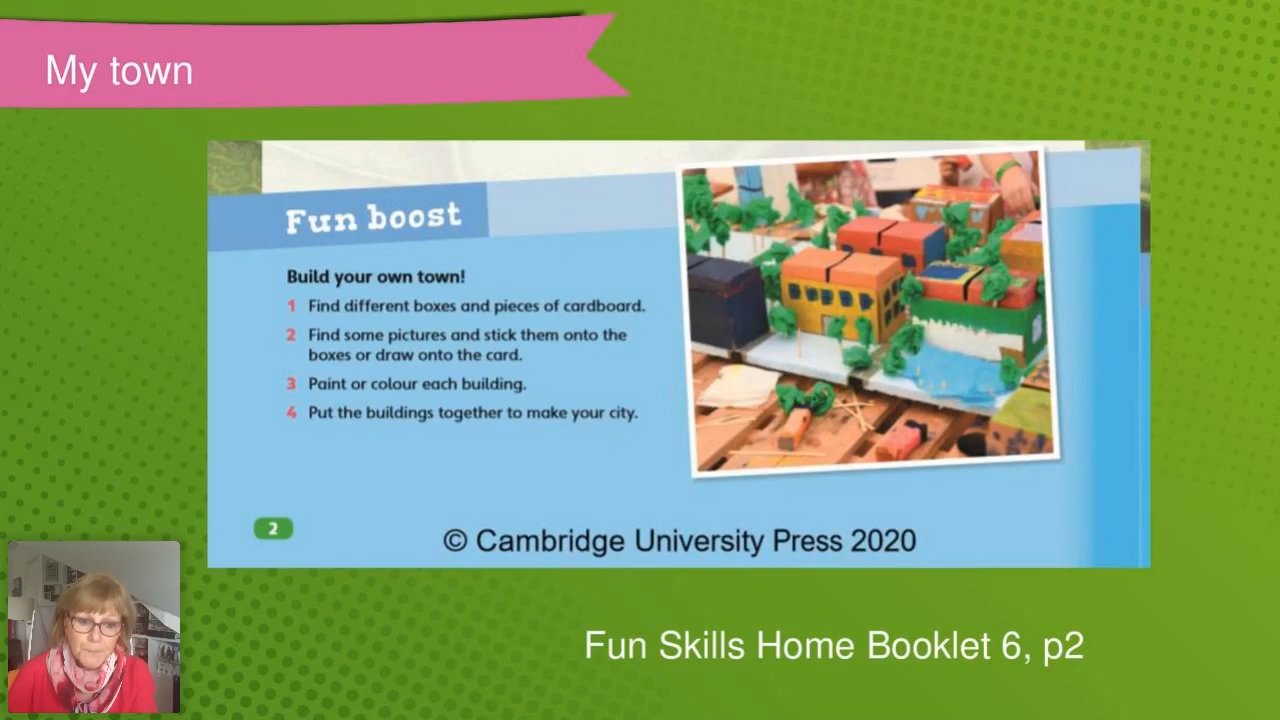 My town
Fun boost
Build your own town!
1 Find different boxes and pieces of cardboard.
2 Find some pictures and stick them onto the
boxes or draw onto the card.
3 Paint or colour each building.
4 Put the buildings together to make your city.
2
© Cambridge University Press 2020
Fun Skills Home Booklet 6, p2